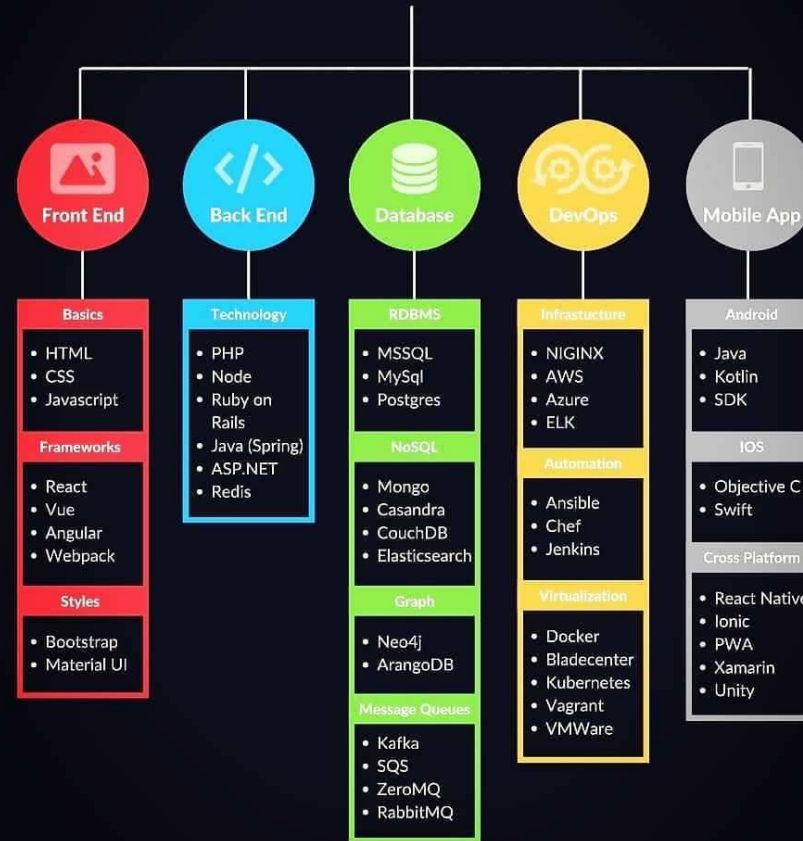 Front End
Basics
HTML
CSS
Javascript
Frameworks
React
Vue
Angular
Webpack
Styles
Bootstrap
Material UI
Back End
Technology
PHP
Node
Ruby on
Rails
Java (Spring)
ASP.NET
Redis
Database
RDBMS
MSSQL
MySql
Postgres
NoSQL
Mongo
Casandra
CouchDB
Elasticsearch
Graph
Neo4j
ArangoDB
Message Queues
Kafka
SQS
ZeroMQ
RabbitMQ
DevOps
Infrastucture
NIGINX
AWS
Azure
ELK
Automation
Ansible
Chef
Jenkins
Virtualization
Docker
Bladecenter
Kubernetes
Vagrant
VMWare
Mobile App
Android
Java
Kotlin
SDK
IOS
Objective C
Swift
Cross Platform
React Native
Ionic
PWA
Xamarin
Unity